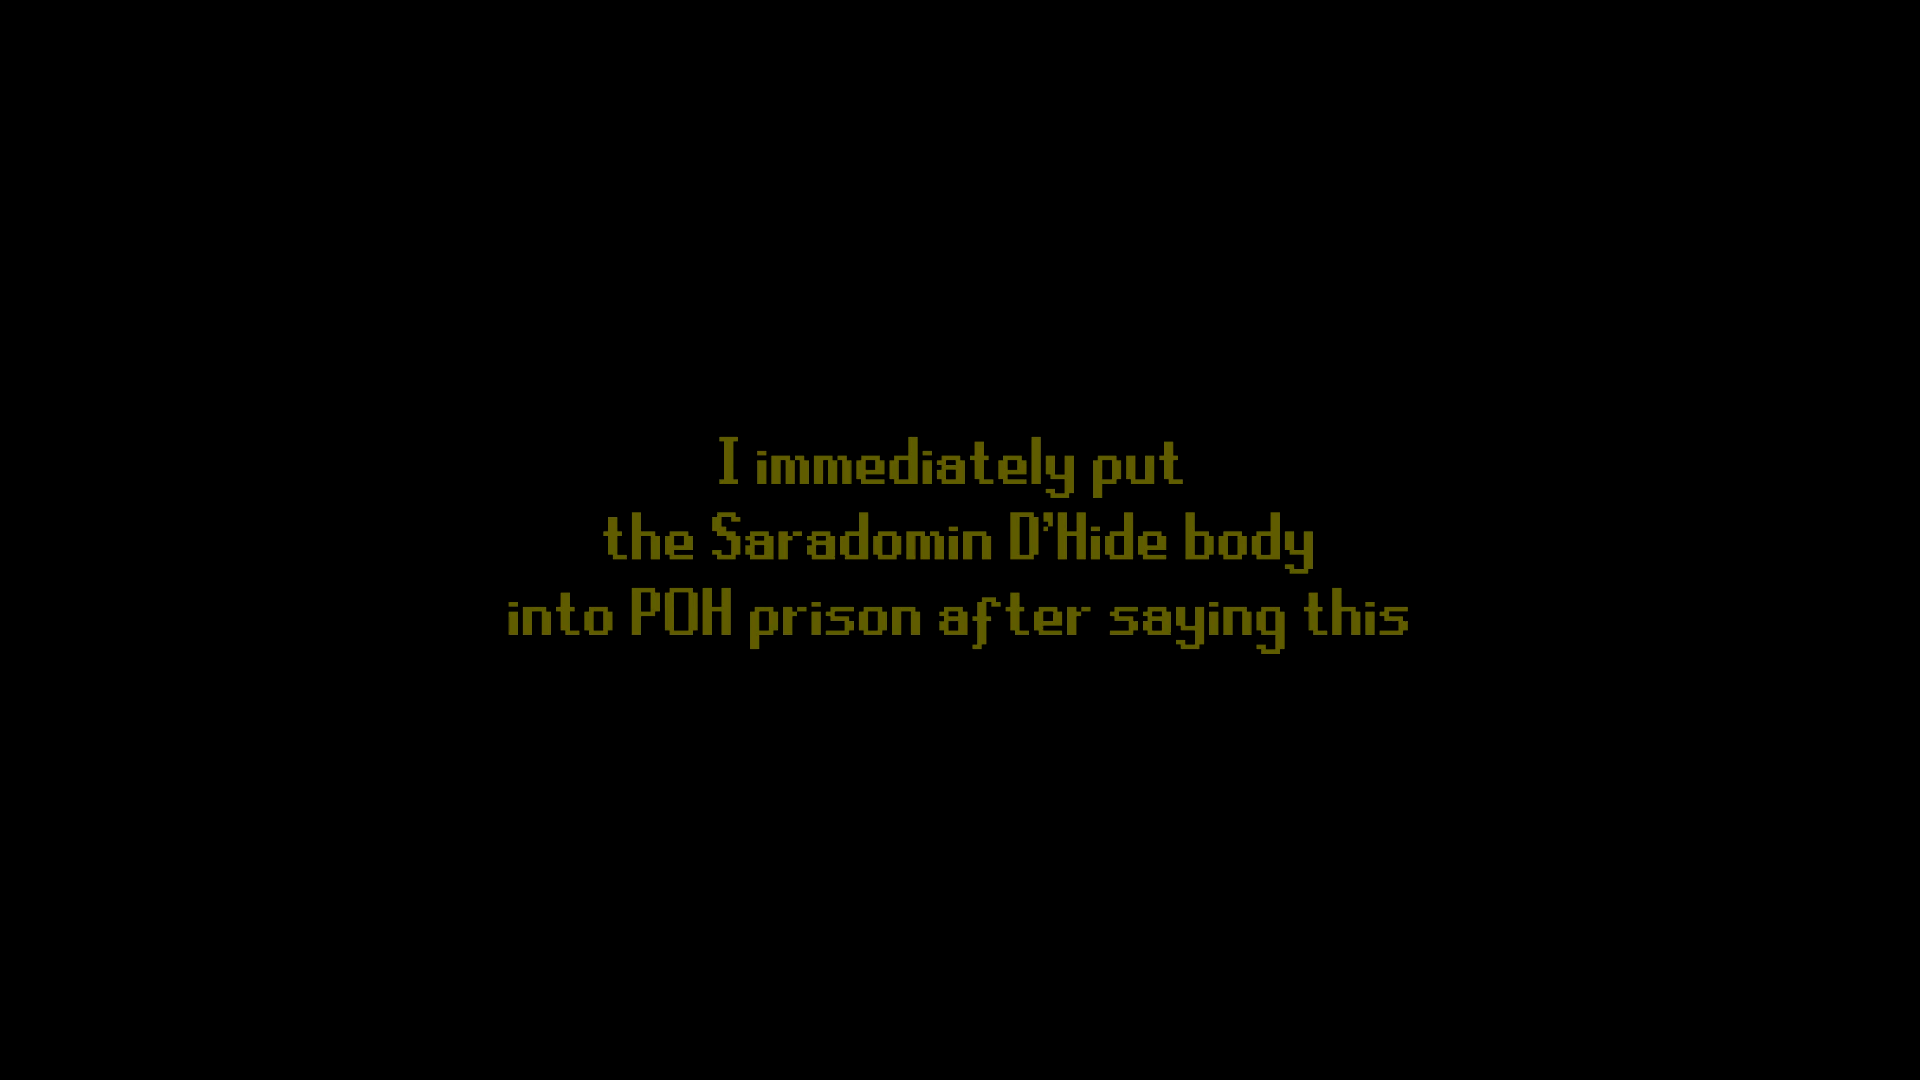 I immediately put
the Saradomin D'Hide body
into POH prison after saying this